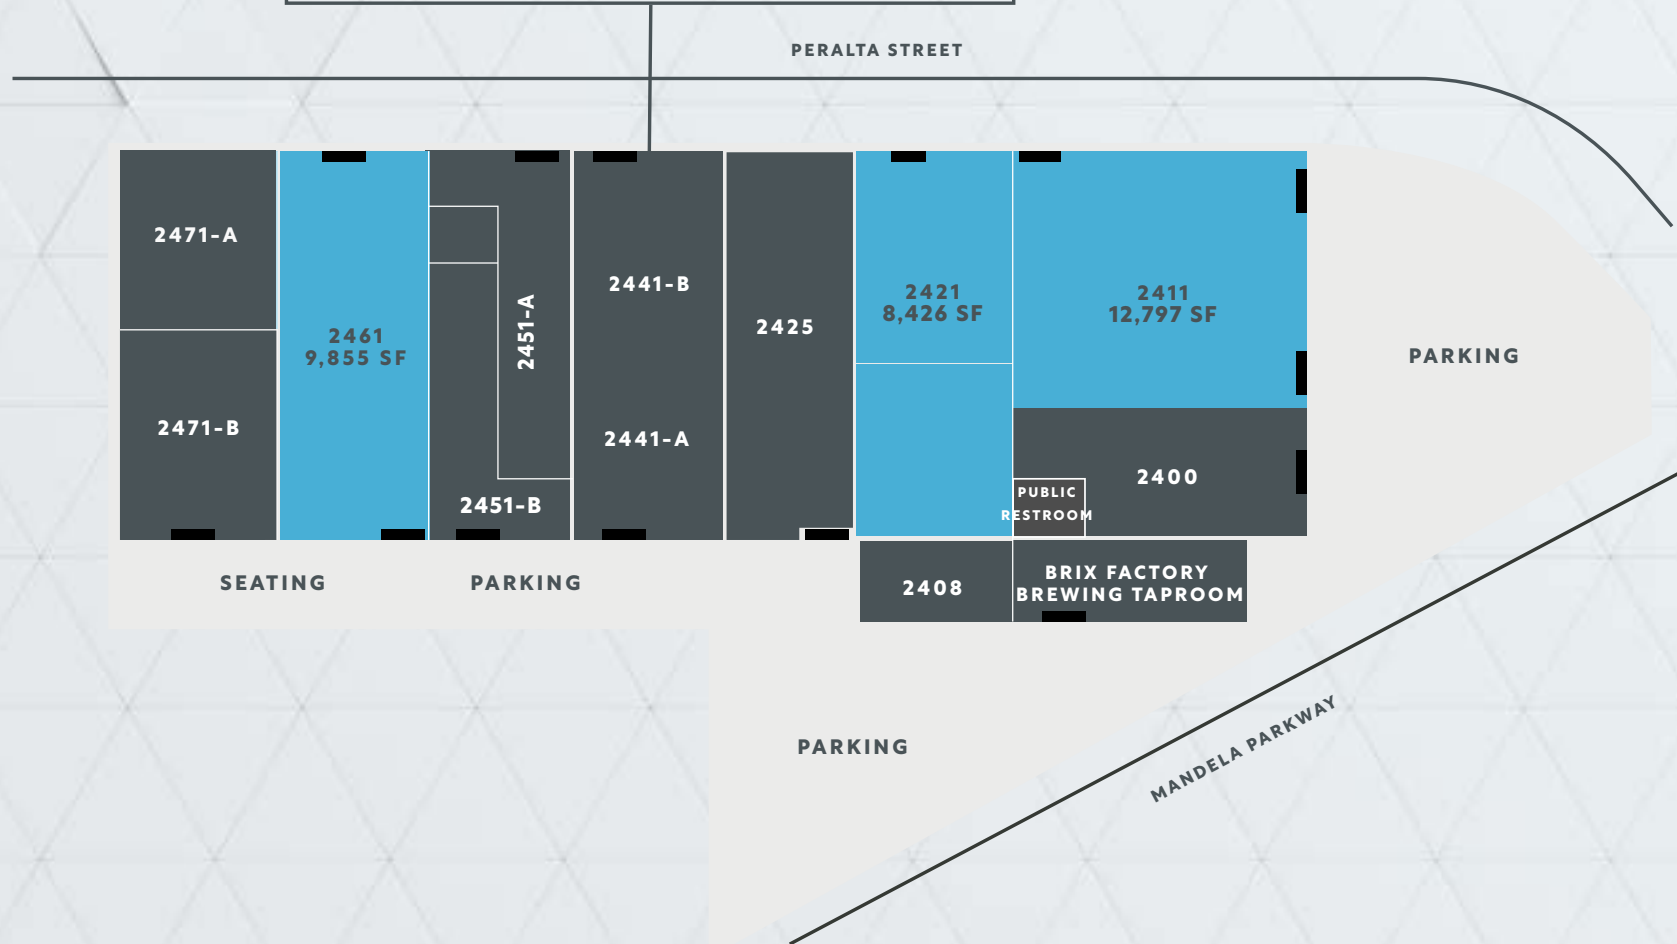 PERALTA STREET
2471-A
2471-B
2461
9,855 SF
2451-A
2451-B
2441-B
2441-A
2425
2421
8,426 SF
2411
12,797 SF
2400
PUBLIC
RESTROOM
2408
BRIX FACTORY
BREWING TAPROOM
PARKING
SEATING
PARKING
PARKING
MANDELA PARKWAY